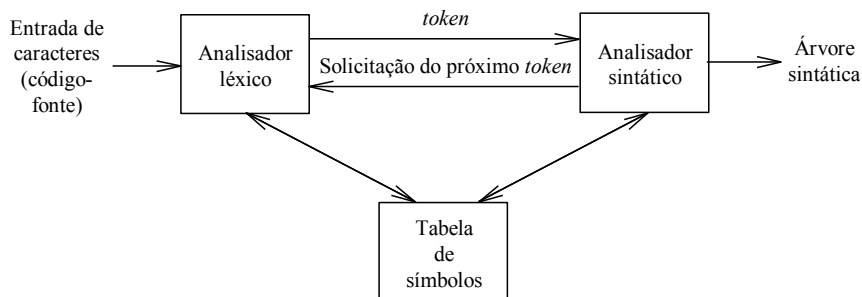 Entrada de
caracteres
(código-
fonte)
Analisador
léxico
token
Solicitação do próximo token
Analisador
sintático
Árvore
sintática
Tabela
de
símbolos